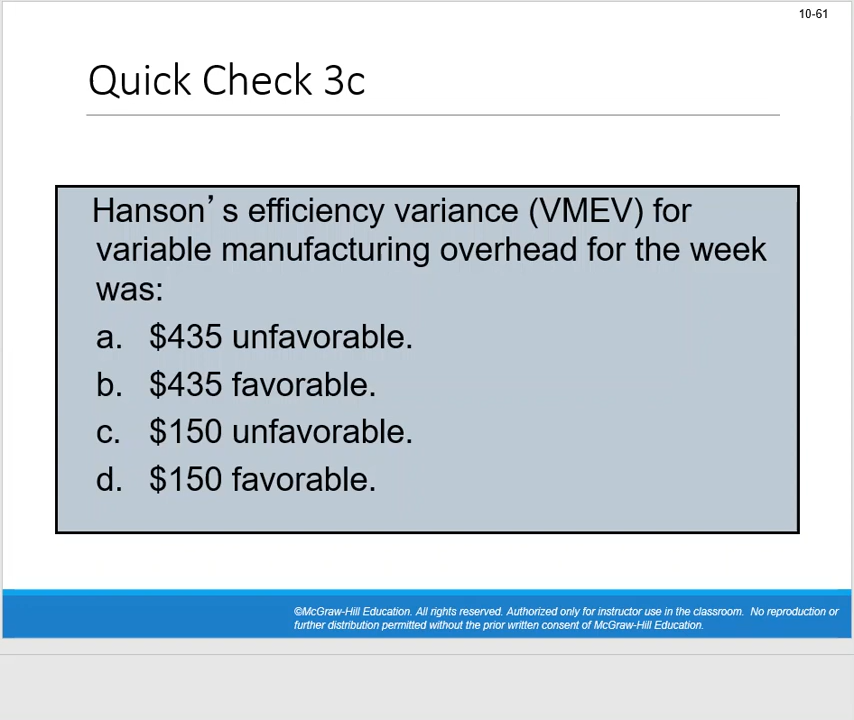 10-61
Quick Check 3c
Hanson’s efficiency variance (VMEV) for
variable manufacturing overhead for the week
was:
a. $435 unfavorable.
b. $435 favorable.
c. $150 unfavorable.
d. $150 favorable.
©McGraw-Hill Education. All rights reserved. Authorized only for instructor use in the classroom. No reproduction or
further distribution permitted without the prior written consent of McGraw-Hill Education.